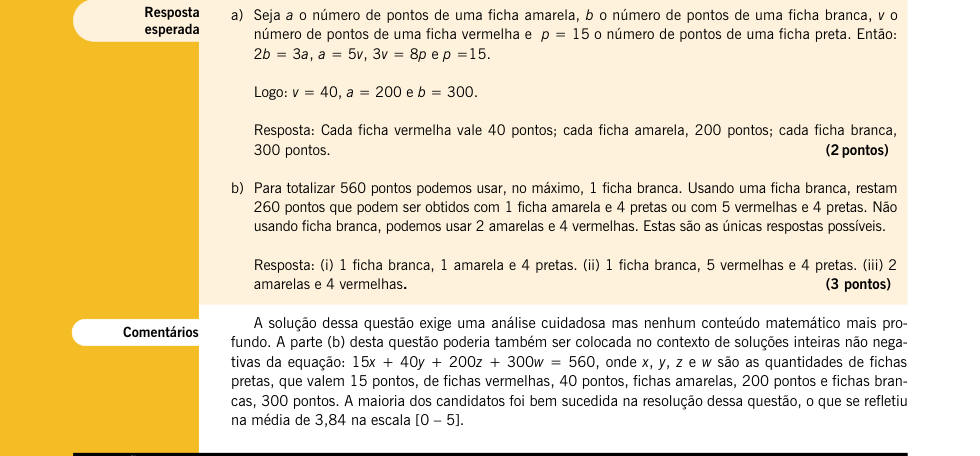 Resposta
esperada
a) Seja a o número de pontos de uma ficha amarela, b o número de pontos de uma ficha branca, v o
número de pontos de uma ficha vermelha e p = 15 o número de pontos de uma ficha preta. Então:
2b = 3a, a = 5v, 3v = 8p e p =15.
Logo: v = 40, a = 200 e b = 300.
Resposta: Cada ficha vermelha vale 40 pontos; cada ficha amarela, 200 pontos; cada ficha branca,
300 pontos. (2 pontos)
b) Para totalizar 560 pontos podemos usar, no máximo, 1 ficha branca. Usando uma ficha branca, restam
260 pontos que podem ser obtidos com 1 ficha amarela e 4 pretas ou com 5 vermelhas e 4 pretas. Não
usando ficha branca, podemos usar 2 amarelas e 4 vermelhas. Estas são as únicas respostas possíveis.
Resposta: (i) 1 ficha branca, 1 amarela e 4 pretas. (ii) 1 ficha branca, 5 vermelhas e 4 pretas. (iii) 2
amarelas e 4 vermelhas. (3 pontos)
Comentários
A solução dessa questão exige uma análise cuidadosa mas nenhum conteúdo matemático mais pro-
fundo. A parte (b) desta questão poderia também ser colocada no contexto de soluções inteiras não nega-
tivas da equação: 15x + 40y + 200z + 300w = 560, onde x, y, z e w são as quantidades de fichas
pretas, que valem 15 pontos, de fichas vermelhas, 40 pontos, fichas amarelas, 200 pontos e fichas bran-
cas, 300 pontos. A maioria dos candidatos foi bem sucedida na resolução dessa questão, o que se refletiu
na média de 3,84 na escala [0 – 5].